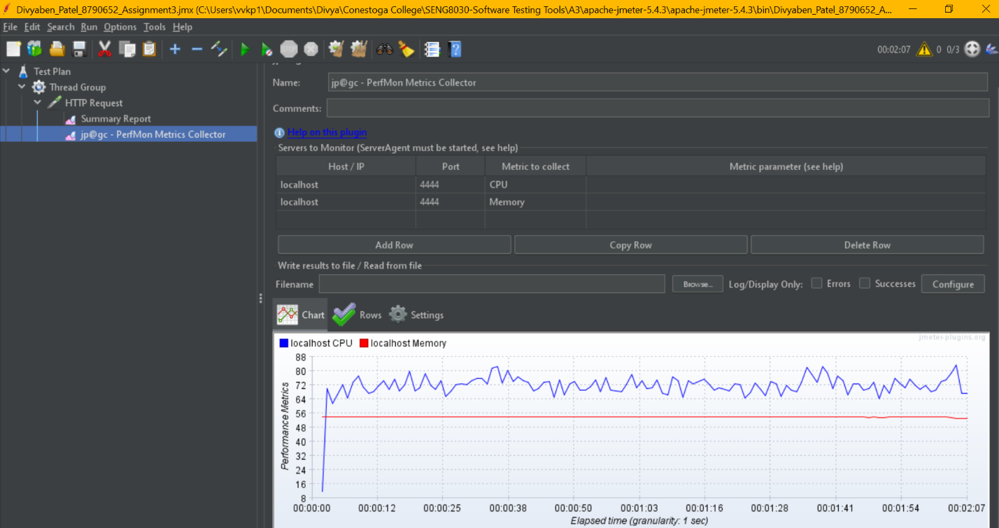 Divyaben_Patel_8790652_Assignment3.jmx (C:\Users\vvkp1\Documents\Divya\Conestoga College\SENG8030-Software Testing Tools\A3\apache-jmeter-5.4.3\apache-jmeter-5.4.3\bin\Divyaben_Patel_8790652_A...
File Edit Search Run Options Tools Help
STOP 00:02:07 0 0/3
Test Plan
Thread Group
HTTP Request
Summary Report
jp@gc - PerfMon Metrics Collector
Name: jp@gc - PerfMon Metrics Collector
Comments:
Help on this plugin
Servers to Monitor (ServerAgent must be started, see help)
Host / IP Port Metric to collect Metric parameter (see help)
localhost 4444 CPU
localhost 4444 Memory
Add Row Copy Row Delete Row
Write results to file / Read from file
Filename Browse... Log/Display Only: Errors Successes Configure
Chart Rows Settings
jmeter-plugins.org
localhost CPU localhost Memory
88
80
72
64
56
48
40
32
24
16
8
Performance Metrics
00:00:00 00:00:12 00:00:25 00:00:38 00:00:50 00:01:03 00:01:16 00:01:28 00:01:41 00:01:54 00:02:07
Elapsed time (granularity: 1 sec)